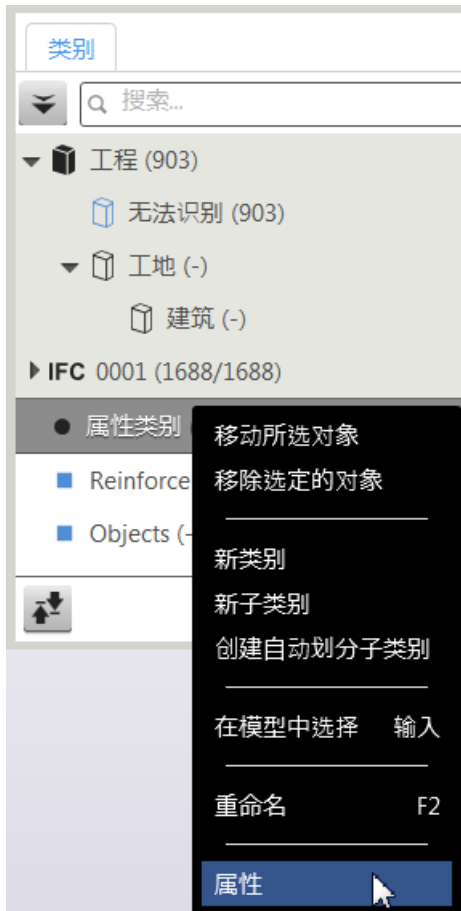 类别
搜索...
工程 (903)
无法识别 (903)
工地 (-)
建筑 (-)
IFC 0001 (1688/1688)
属性类别
Reinforce
Objects (-
移动所选对象
移除选定的对象
新类别
新子类别
创建自动划分子类别
在模型中选择 输入
重命名 F2
属性